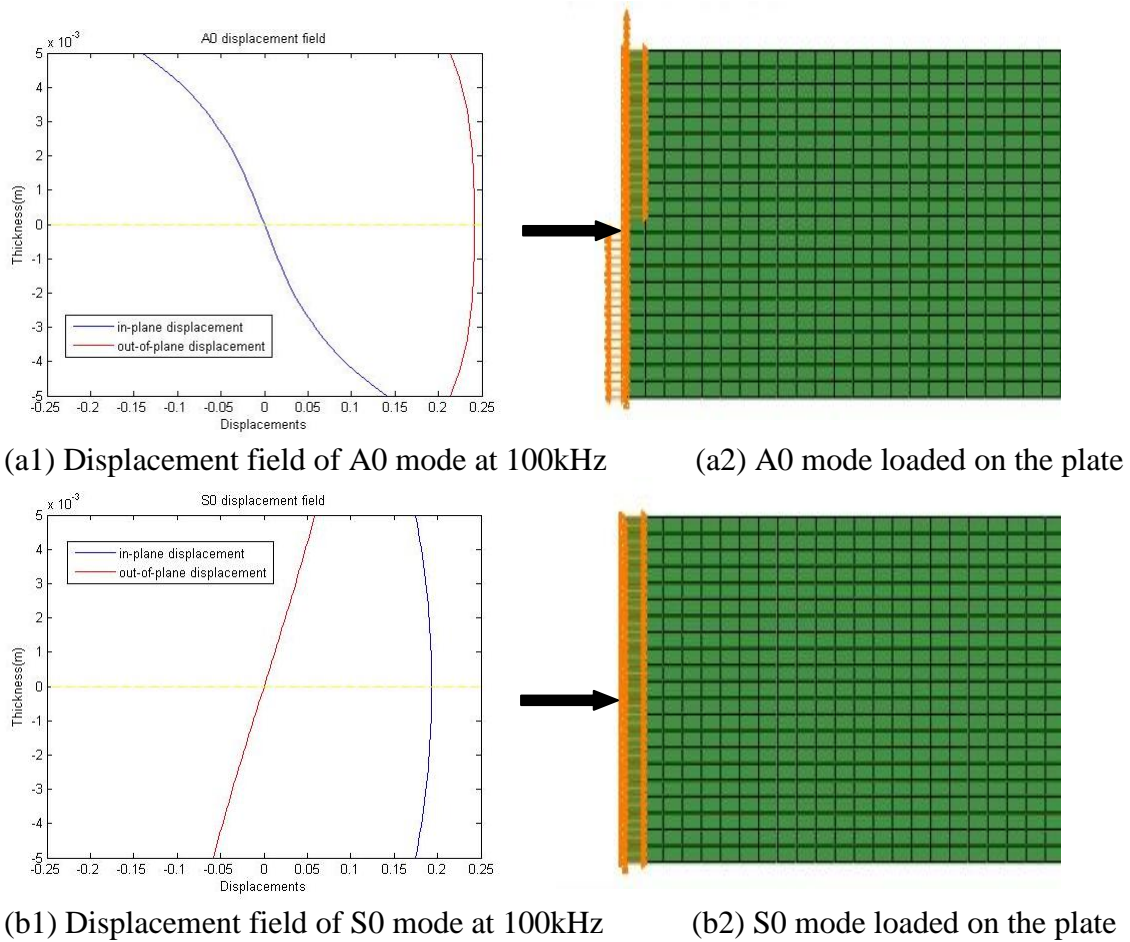 A0 displacement field
x 10⁻³
5
4
3
2
1
0
-1
-2
-3
-4
-5
Thickness(m)
in-plane displacement
out-of-plane displacement
-0.25 -0.2 -0.15 -0.1 -0.05 0 0.05 0.1 0.15 0.2 0.25
Displacements
(a1) Displacement field of A0 mode at 100kHz
(a2) A0 mode loaded on the plate
S0 displacement field
x 10⁻³
5
4
3
2
1
0
-1
-2
-3
-4
-5
Thickness(m)
in-plane displacement
out-of-plane displacement
-0.25 -0.2 -0.15 -0.1 -0.05 0 0.05 0.1 0.15 0.2 0.25
Displacements
(b1) Displacement field of S0 mode at 100kHz
(b2) S0 mode loaded on the plate